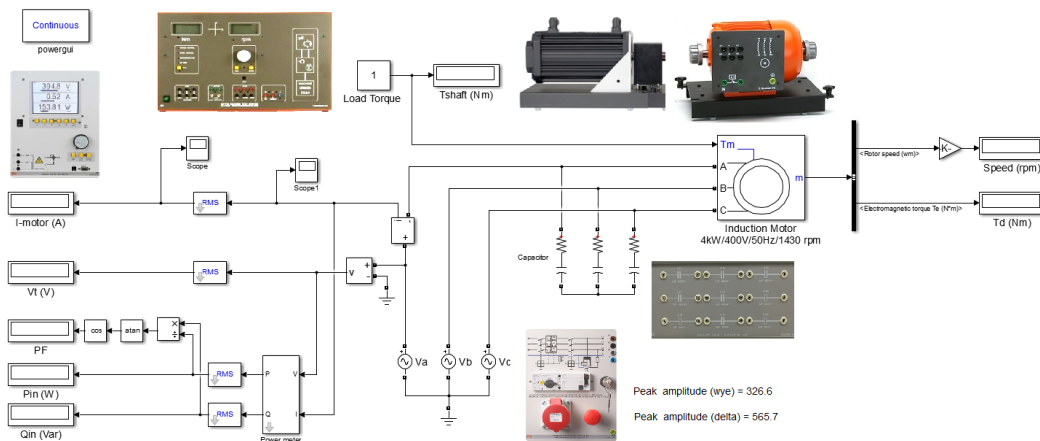 Continuous
powergui
394.8 V
0.52 A
153.81 W
Nm
rpm
1
Load Torque
Tshaft (Nm)
Scope
Scope1
RMS
I-motor (A)
Tm
A
B
C
m
Induction Motor
4kW/400V/50Hz/1430 rpm
<Rotor speed (wm)>
K-
Speed (rpm)
<Electromagnetic torque Te (N*m)>
Td (Nm)
Capacitor
RMS
v
Vt (V)
cos
atan
×
÷
PF
RMS
P
V
Pin (W)
RMS
Q
I
Qin (Var)
Power meter
Va
Vb
Vc
Peak amplitude (wye) = 326.6
Peak amplitude (delta) = 565.7